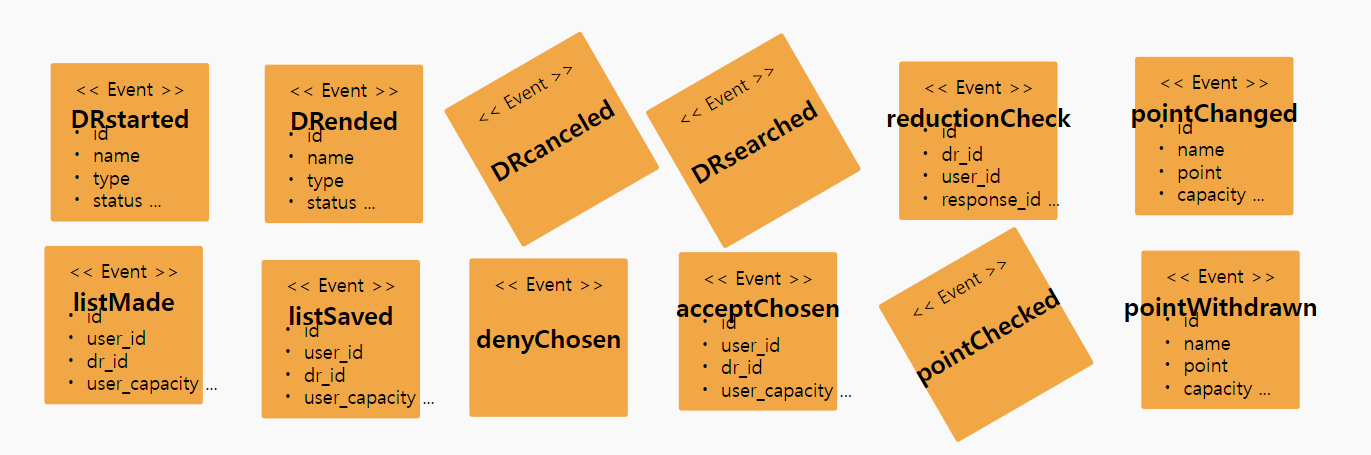 << Event >>
DRstarted
• id
• name
• type
• status ...
<< Event >>
DRended
• id
• name
• type
• status ...
<< Event >>
DRcanceled
<< Event >>
DRsearched
<< Event >>
reductionCheck
• id
• dr_id
• user_id
• response_id ...
<< Event >>
pointChanged
• id
• name
• point
• capacity ...
<< Event >>
listMade
• id
• user_id
• dr_id
• user_capacity ...
<< Event >>
listSaved
• id
• user_id
• dr_id
• user_capacity ...
<< Event >>
denyChosen
<< Event >>
acceptChosen
• id
• user_id
• dr_id
• user_capacity ...
<< Event >>
pointChecked
<< Event >>
pointWithdrawn
• id
• name
• point
• capacity ...